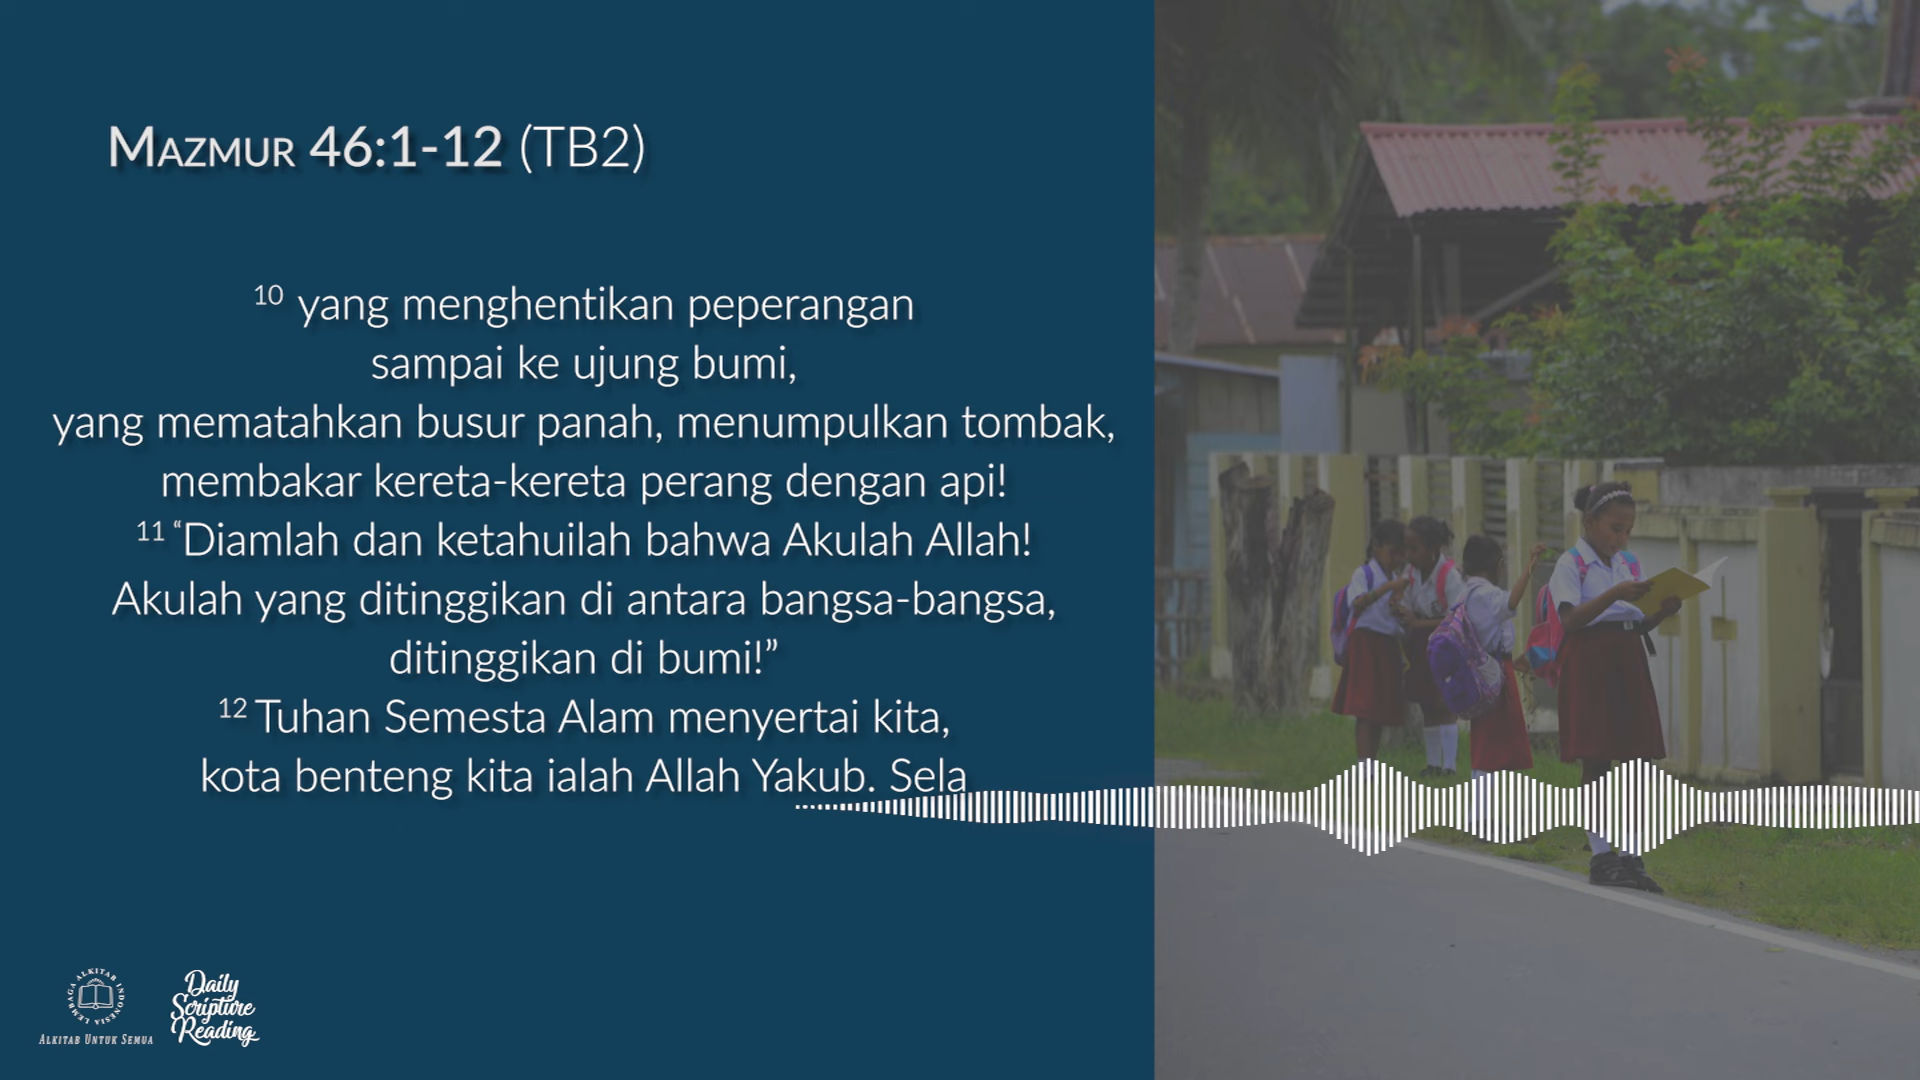 Mazmur 46:1-12 (TB2)
10 yang menghentikan peperangan
sampai ke ujung bumi,
yang mematahkan busur panah, menumpulkan tombak,
membakar kereta-kereta perang dengan api!
11 “Diamlah dan ketahuilah bahwa Akulah Allah!
Akulah yang ditinggikan di antara bangsa-bangsa,
ditinggikan di bumi!”
12 Tuhan Semesta Alam menyertai kita,
kota benteng kita ialah Allah Yakub. Sela
LEMBAGA ALKITAB INDONESIA
Alkitab Untuk Semua
Daily
Scripture
Reading